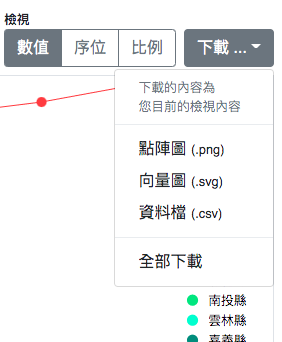 檢視
數值 序位 比例 下載 ...
下載的內容為
您目前的檢視內容
點陣圖 (.png)
向量圖 (.svg)
資料檔 (.csv)
全部下載
南投縣
雲林縣
嘉義縣